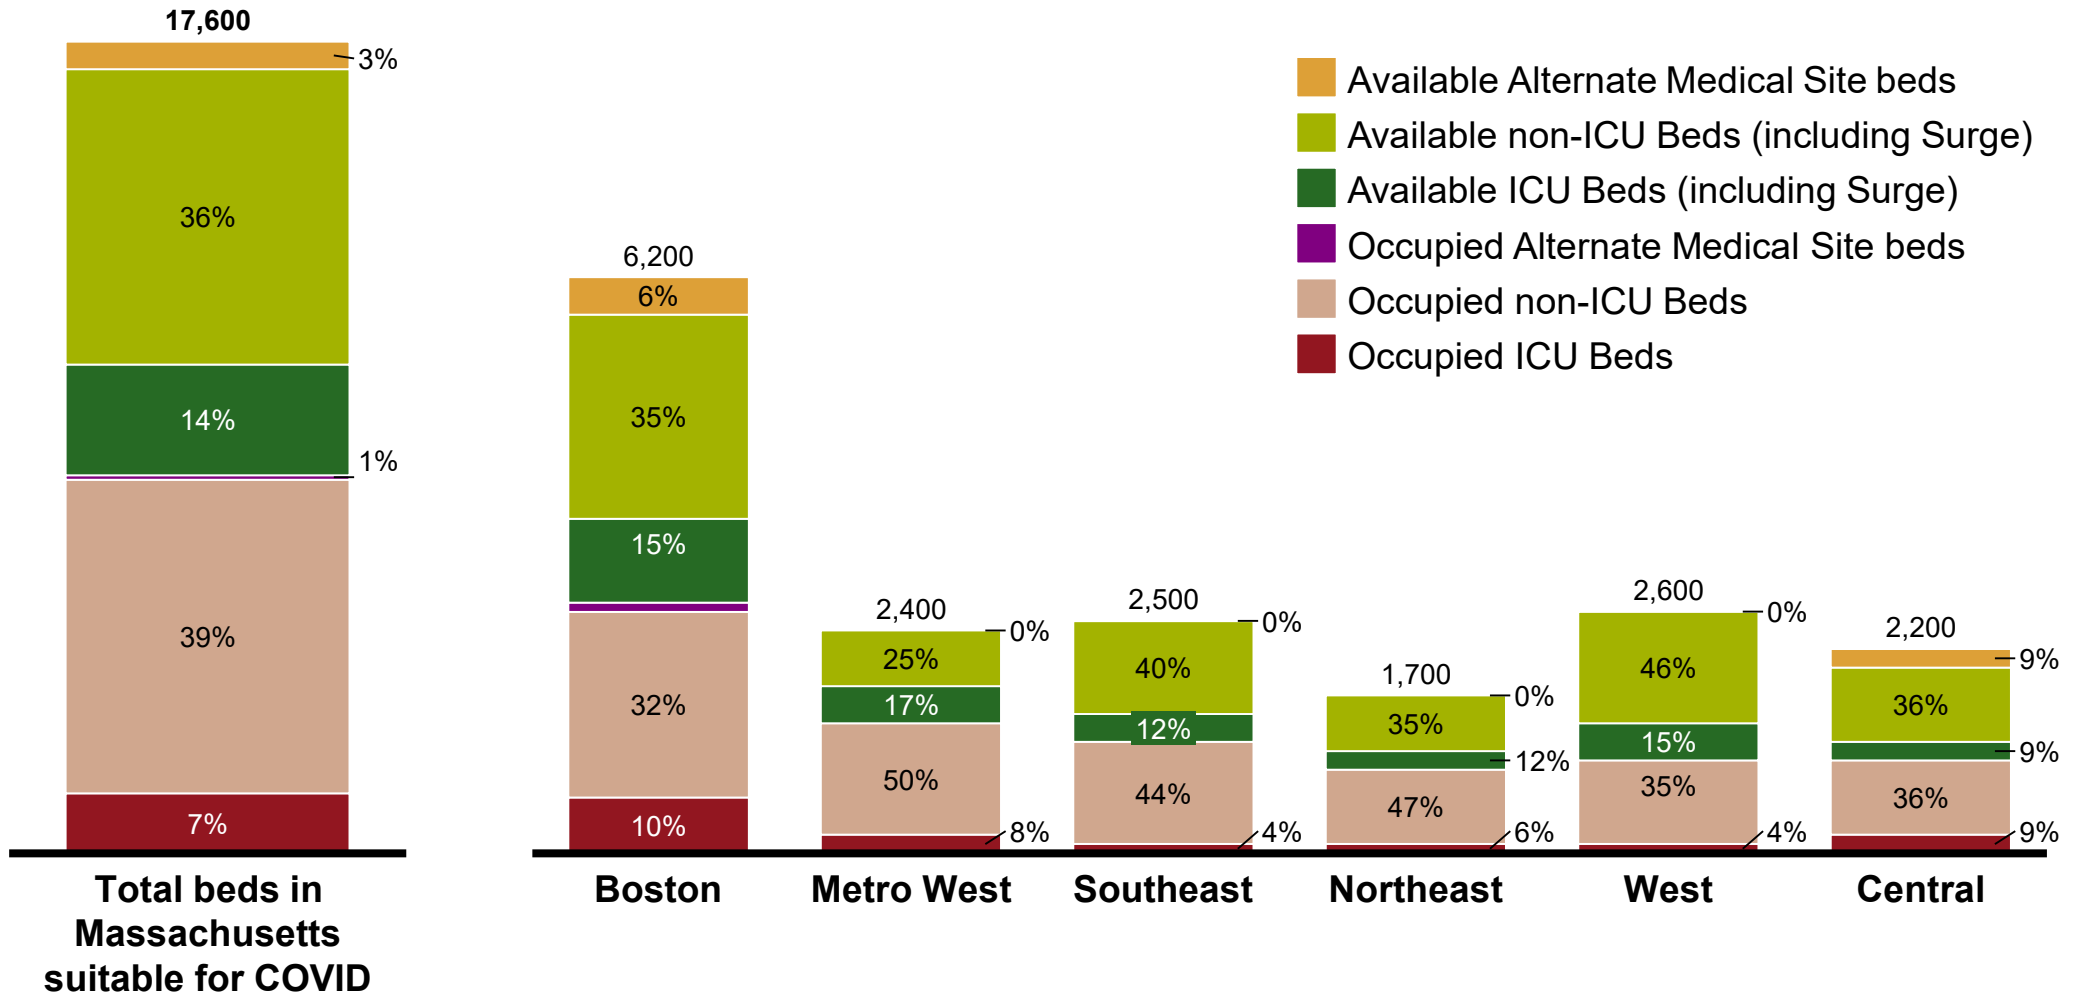 17,600
3%
36%
14%
1%
39%
7%
Total beds in
Massachusetts
suitable for COVID
6,200
6%
35%
15%
32%
10%
Boston
2,400
0%
25%
17%
50%
8%
Metro West
2,500
0%
40%
12%
44%
4%
Southeast
1,700
0%
35%
12%
47%
6%
Northeast
2,600
0%
46%
15%
35%
4%
West
2,200
9%
36%
9%
36%
9%
Central
Available Alternate Medical Site beds
Available non-ICU Beds (including Surge)
Available ICU Beds (including Surge)
Occupied Alternate Medical Site beds
Occupied non-ICU Beds
Occupied ICU Beds